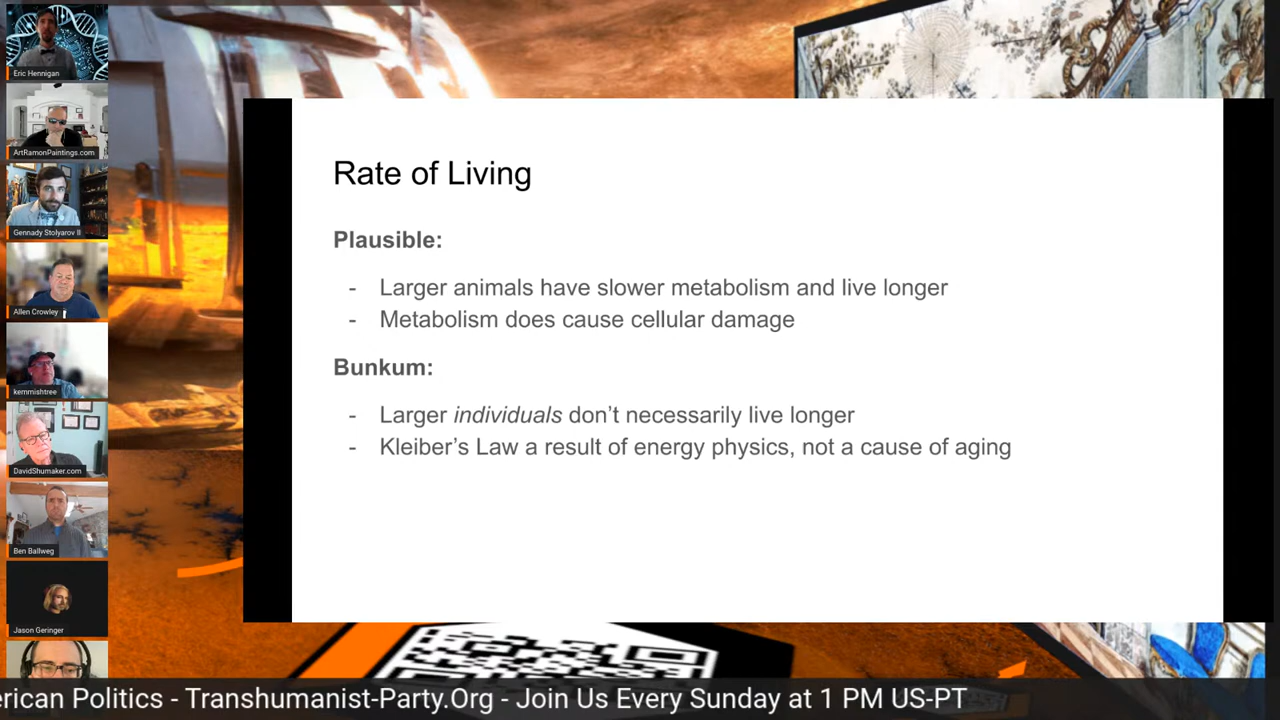 Eric Hennigan
ArtRamonPaintings.com
Gennady Stolyarov II
Allen Crowley
kernmishtree
DavidShumaker.com
Ben Ballweg
Jason Geringer
Rate of Living
Plausible:
- Larger animals have slower metabolism and live longer
- Metabolism does cause cellular damage
Bunkum:
- Larger individuals don't necessarily live longer
- Kleiber's Law a result of energy physics, not a cause of aging
erican Politics - Transhumanist-Party.Org - Join Us Every Sunday at 1 PM US-PT